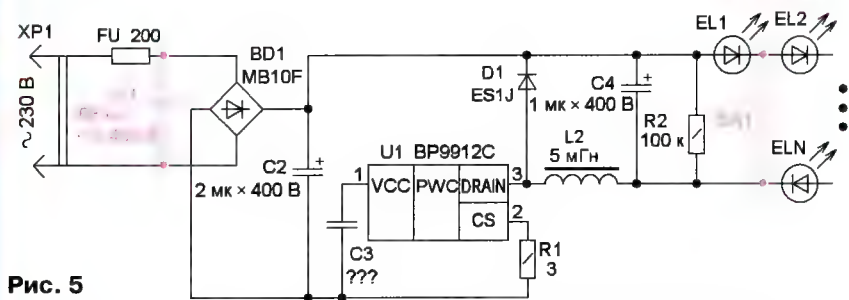 XP1
FU 200
BD1
MB10F
~ 230 В
C2
2 мк × 400 В
D1
ES1J
C4
1 мк × 400 В
EL1
EL2
R2
100 к
L2
5 мГн
ELN
U1 BP9912C
1
VCC
PWC
DRAIN
3
CS
2
C3
???
R1
3
+
+
Рис. 5